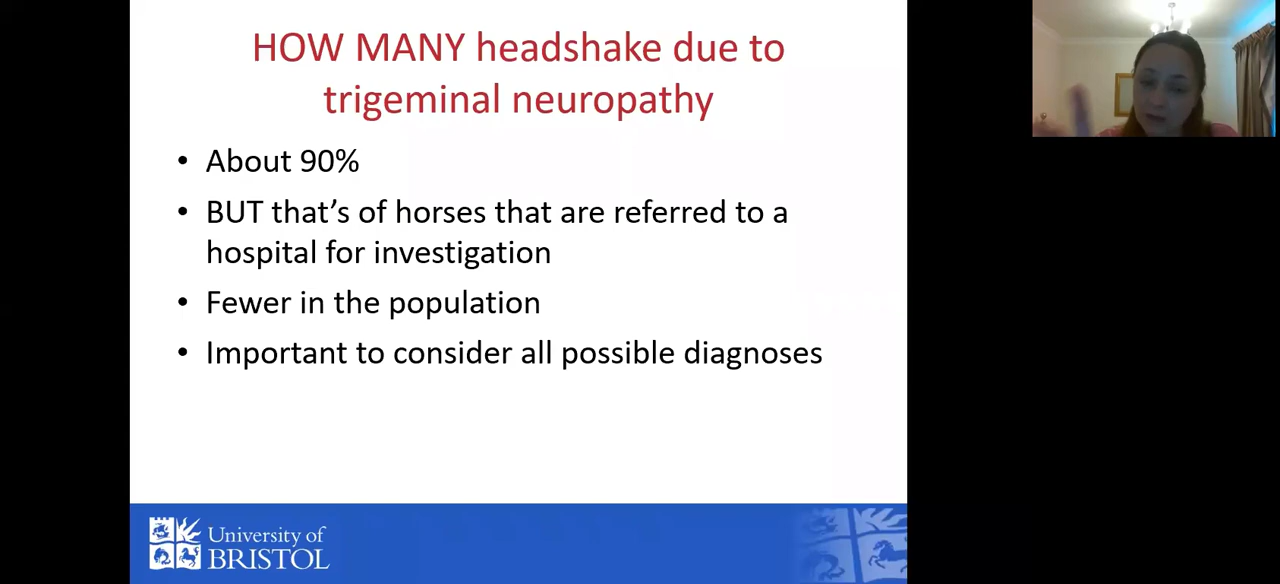 HOW MANY headshake due to
trigeminal neuropathy
• About 90%
• BUT that's of horses that are referred to a
hospital for investigation
• Fewer in the population
• Important to consider all possible diagnoses
University of
BRISTOL